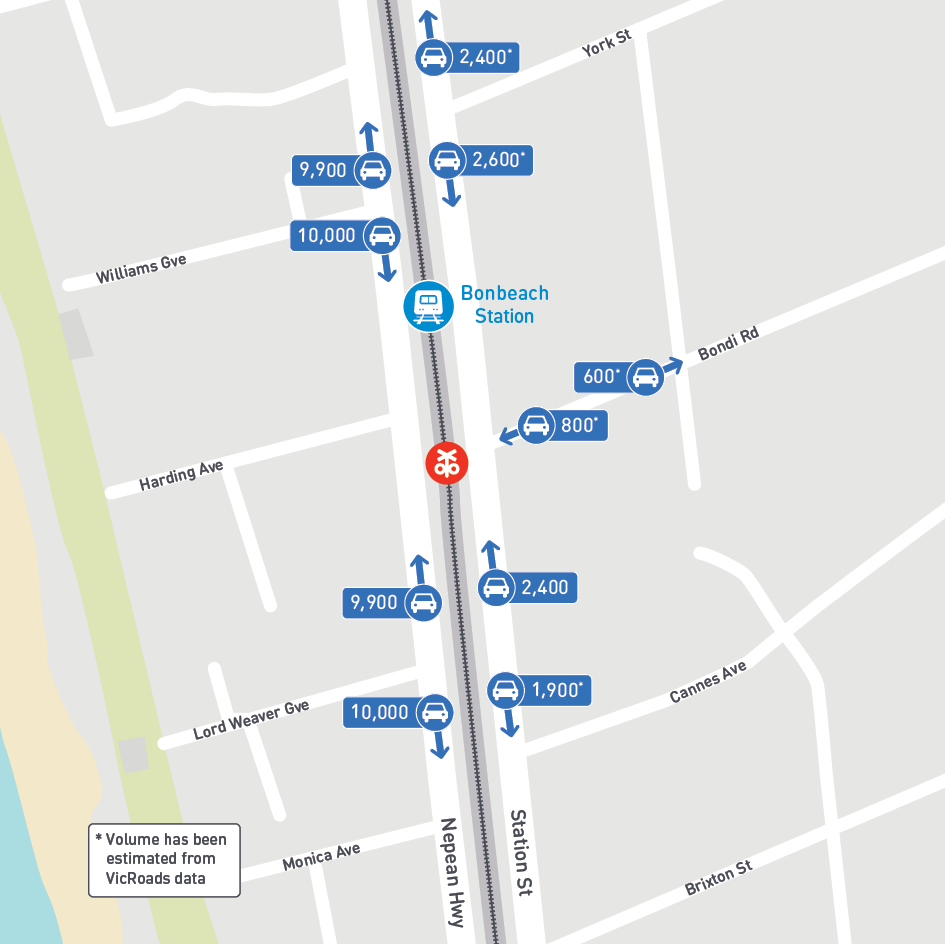 2,400*
York St
2,600*
9,900
10,000
Williams Gve
Bonbeach
Station
Bondi Rd
600*
800*
Harding Ave
2,400
9,900
1,900*
Cannes Ave
10,000
Lord Weaver Gve
Nepean Hwy
Station St
* Volume has been
estimated from
VicRoads data
Monica Ave
Brixton St